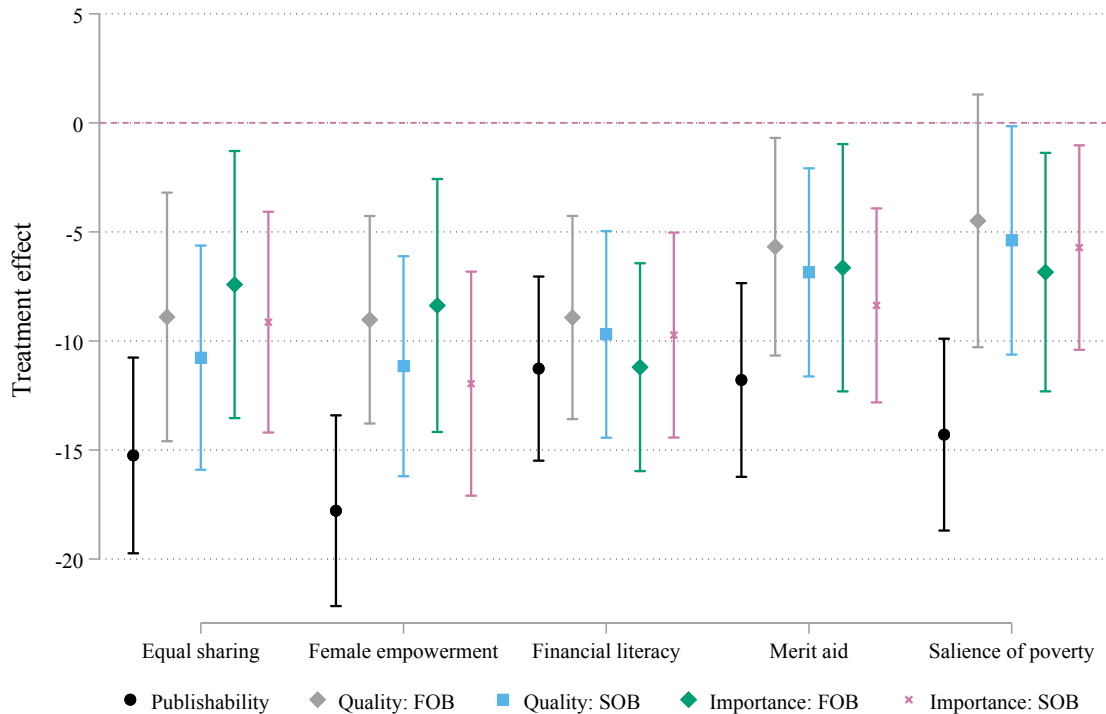 5
0
-5
-10
-15
-20
Treatment effect
Equal sharing Female empowerment Financial literacy Merit aid Salience of poverty
Publishability Quality: FOB Quality: SOB Importance: FOB Importance: SOB